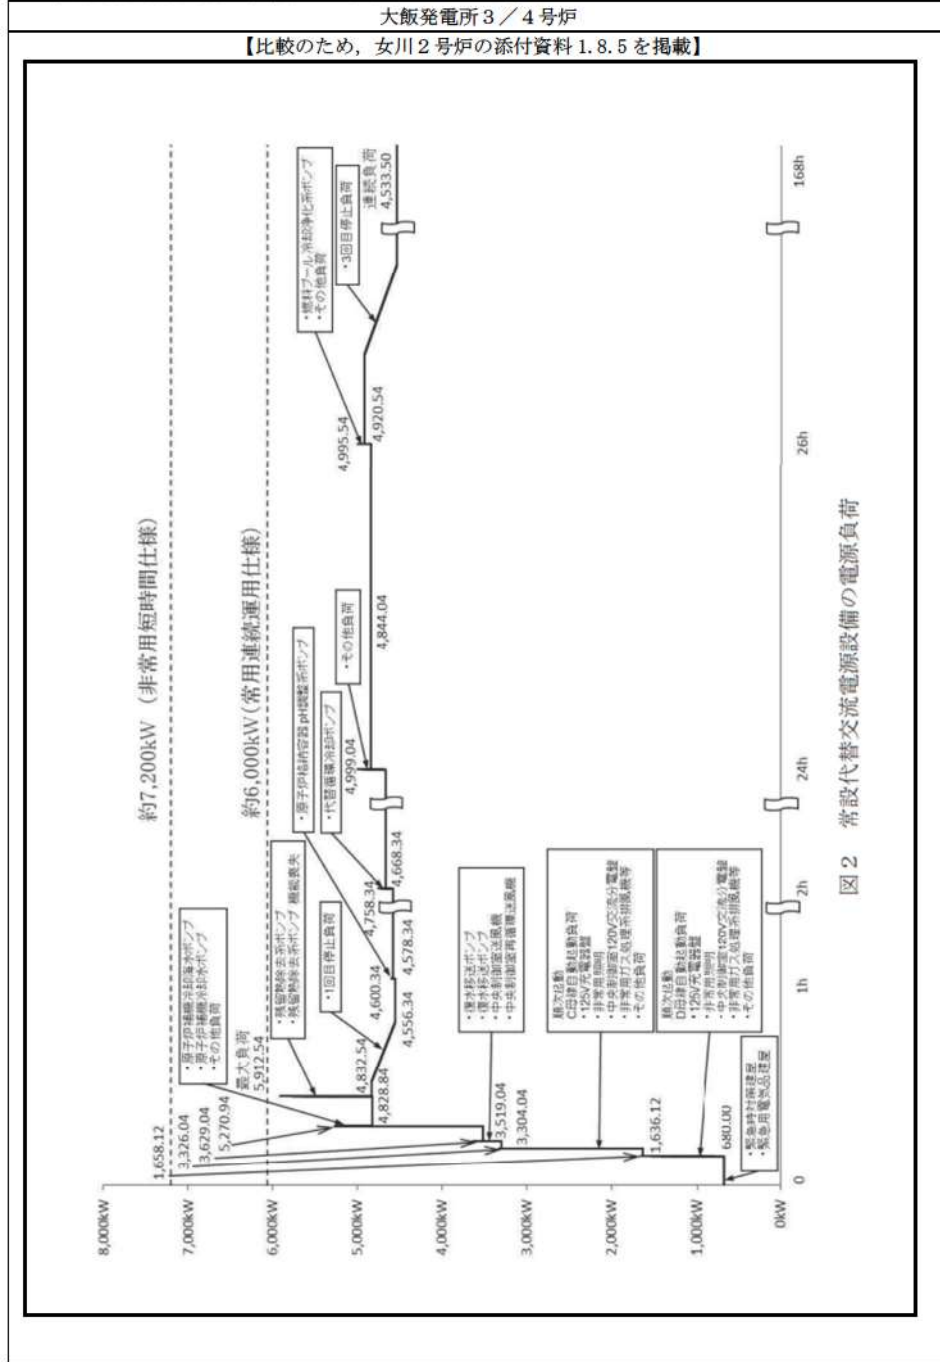 大飯発電所３／４号炉
【比較のため，女川２号炉の添付資料1.8.5を掲載】
約7,200kW（非常用短時間仕様）
約6,000kW(常用連続運用仕様)
8,000kW
7,000kW
6,000kW
5,000kW
4,000kW
3,000kW
2,000kW
1,000kW
0kW
1,658.12
3,326.04
3,629.04
5,270.94
最大負荷
5,912.54
・原子炉補機冷却海水ポンプ
・原子炉補機冷却水ポンプ
・その他負荷
・残留熱除去系ポンプ
・残留熱除去系ポンプ 機能喪失
・1回目停止負荷
・原子炉格納容器pH調整系ポンプ
・代替循環冷却ポンプ
・その他負荷
・燃料プール冷却浄化系ポンプ
・その他負荷
・3回目停止負荷
連続負荷
4,533.50
4,995.54
4,920.54
4,844.04
4,999.04
4,668.34
4,758.34
4,578.34
4,600.34
4,556.34
4,832.54
4,828.84
・復水移送ポンプ
・復水移送ポンプ
・中央制御室送風機
・中央制御室再循環送風機
3,519.04
3,304.04
順次起動
C母線自動起動負荷
・125V充電器盤
・非常用照明
・中央制御室120V交流分電盤
・非常用ガス処理系排風機等
・その他負荷
1,636.12
順次起動
D母線自動起動負荷
・125V充電器盤
・非常用照明
・中央制御室120V交流分電盤
・非常用ガス処理系排風機等
・その他負荷
680.00
・緊急時対策建屋
・緊急用電気品建屋
0
1h
2h
24h
26h
168h
図２　常設代替交流電源設備の電源負荷